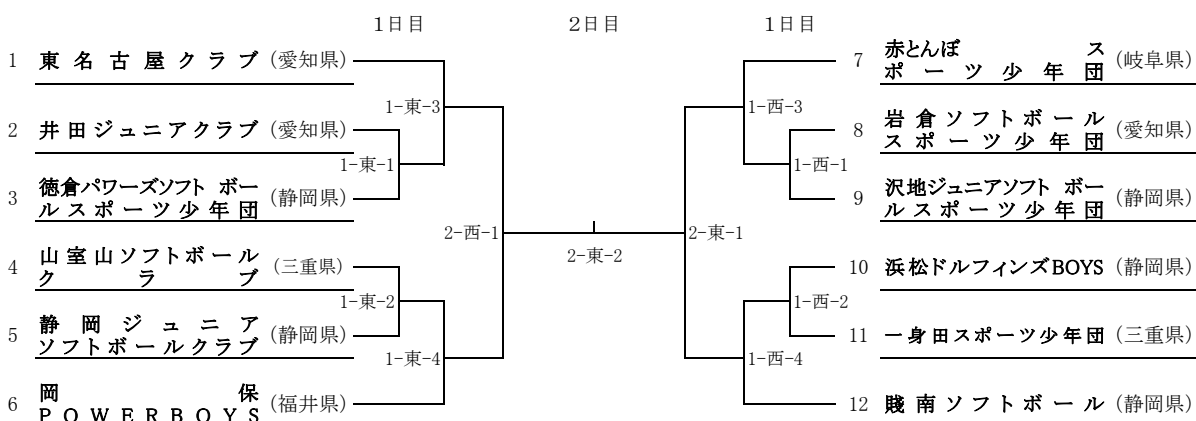 1日目 2日目 1日目
1 東名古屋クラブ (愛知県)
1-東-3
2 井田ジュニアクラブ (愛知県)
1-東-1
3 徳倉パワーズソフト ボー
ルスポーツ少年団 (静岡県)
2-西-1
4 山室山ソフトボール
クラブ (三重県)
1-東-2
5 静岡ジュニア
ソフトボールクラブ (静岡県)
1-東-4
6 岡保
POWERBOYS (福井県)
2-東-2
7 赤とんぼ ス
ポーツ少年団 (岐阜県)
1-西-3
8 岩倉ソフトボール
スポーツ少年団 (愛知県)
1-西-1
9 沢地ジュニアソフト ボー
ルスポーツ少年団 (静岡県)
2-東-1
10 浜松ドルフィンズBOYS (静岡県)
1-西-2
11 一身田スポーツ少年団 (三重県)
1-西-4
12 賤南ソフトボール (静岡県)